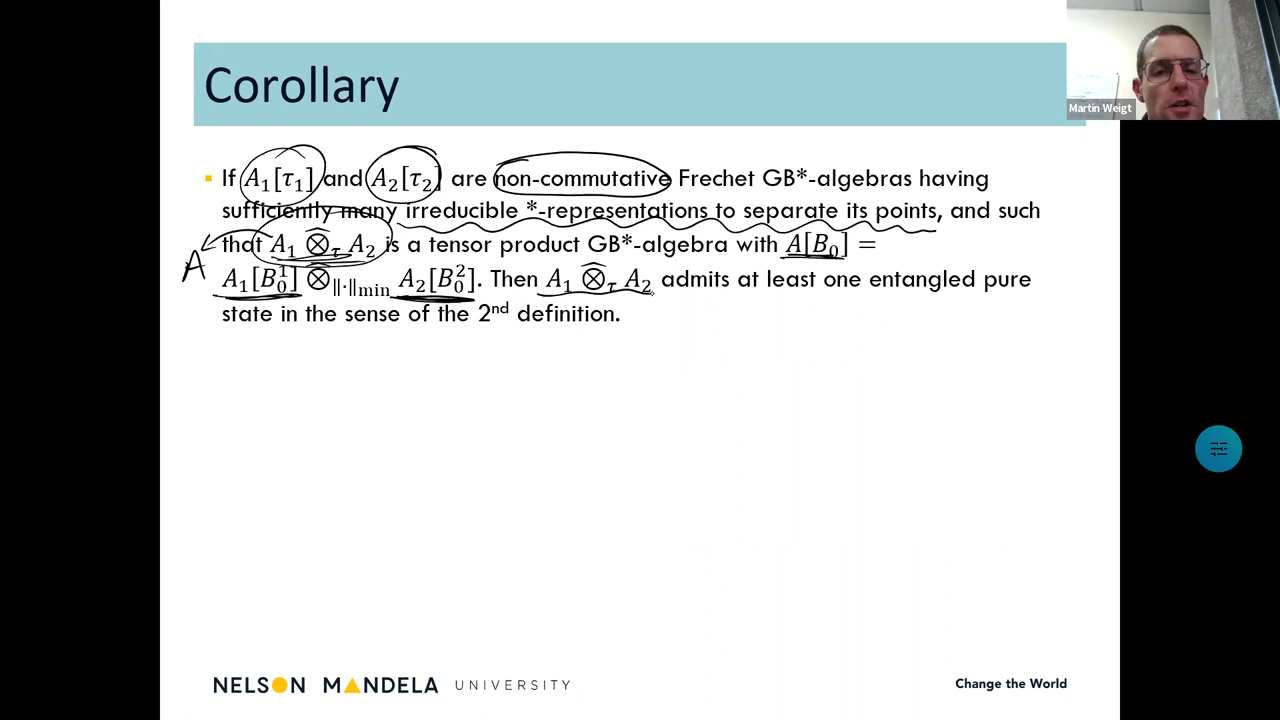 Corollary
Martin Weigt
▪ If A₁[τ₁] and A₂[τ₂] are non-commutative Frechet GB*-algebras having
sufficiently many irreducible *-representations to separate its points, and such
that A₁ ⊗̂_τ A₂ is a tensor product GB*-algebra with A[B₀] =
A
A₁[B₀¹] ⊗̂_‖·‖min A₂[B₀²]. Then A₁ ⊗̂_τ A₂ admits at least one entangled pure
state in the sense of the 2ⁿᵈ definition.
NELSON MANDELA UNIVERSITY
Change the World